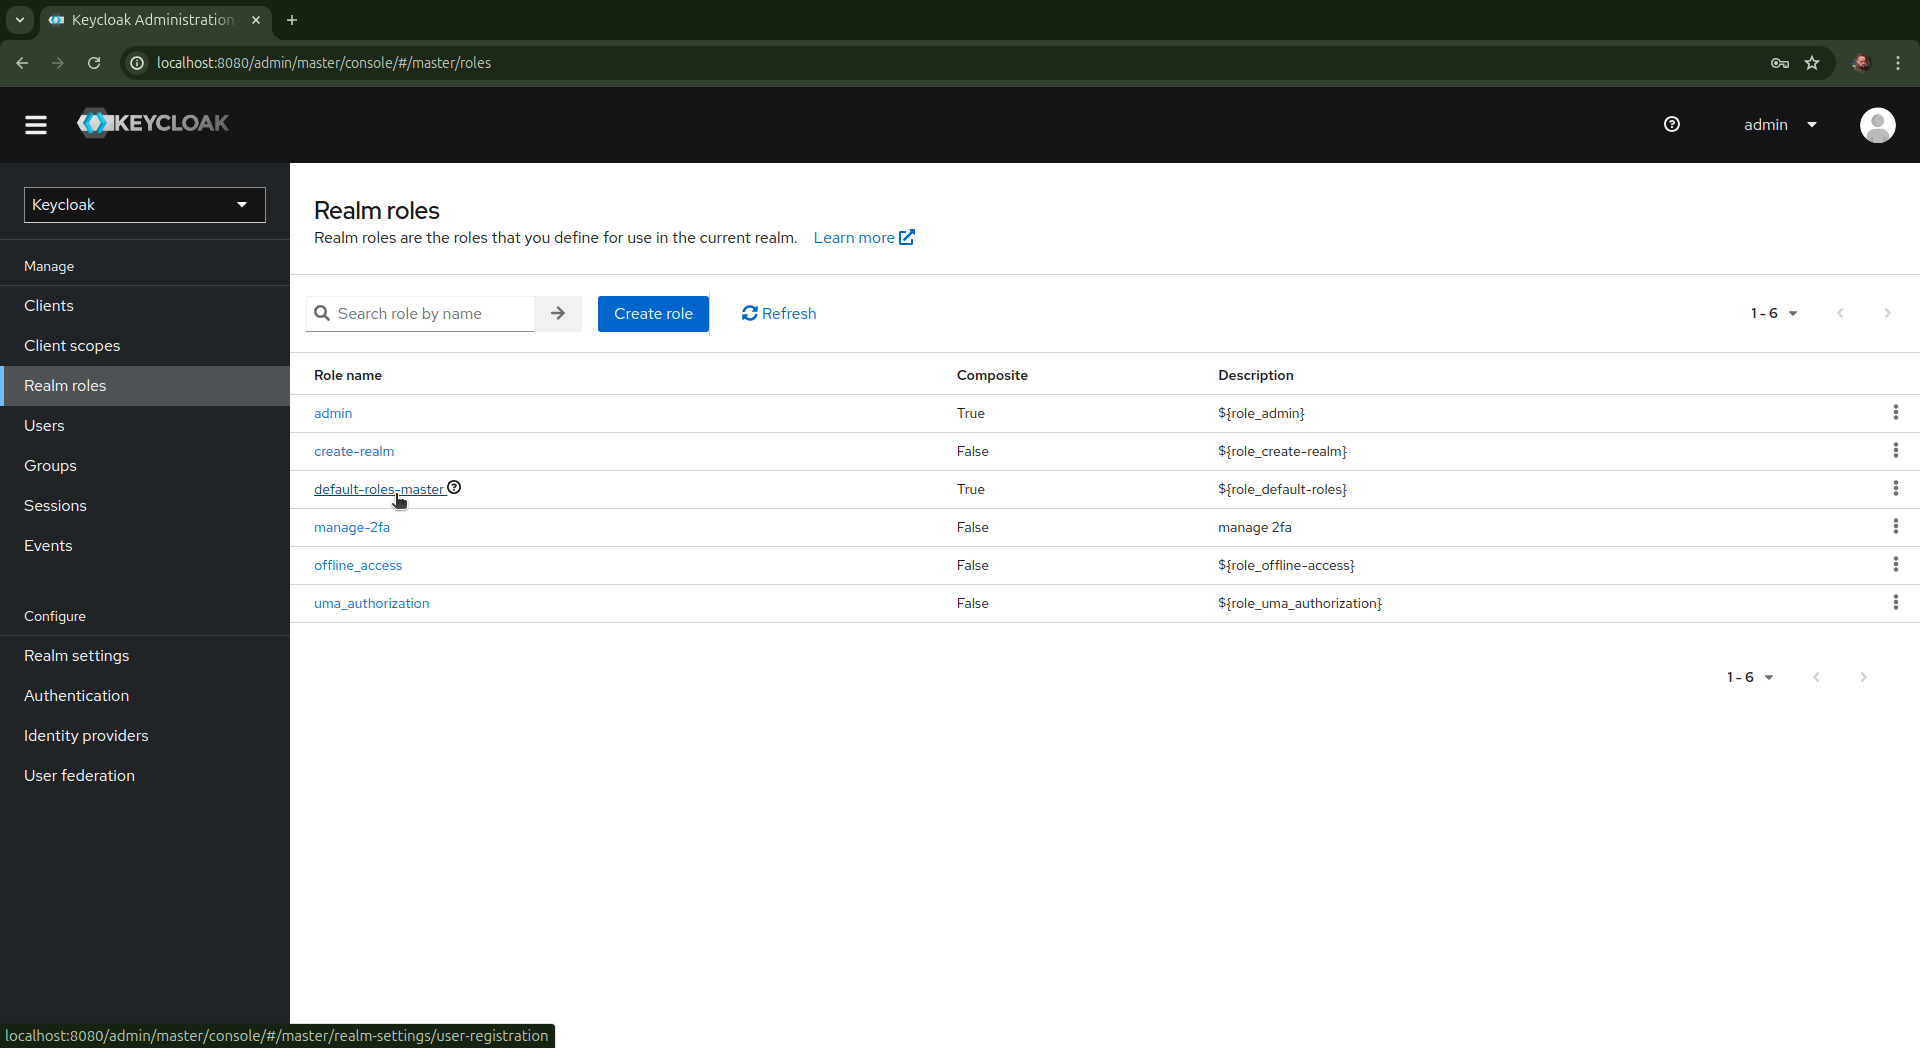 Keycloak Administration
localhost:8080/admin/master/console/#/master/roles
KEYCLOAK
admin
Keycloak
Manage
Clients
Client scopes
Realm roles
Users
Groups
Sessions
Events
Configure
Realm settings
Authentication
Identity providers
User federation
Realm roles
Realm roles are the roles that you define for use in the current realm. Learn more
Search role by name
Create role
Refresh
1 - 6
Role name Composite Description
admin True ${role_admin}
create-realm False ${role_create-realm}
default-roles-master True ${role_default-roles}
manage-2fa False manage 2fa
offline_access False ${role_offline-access}
uma_authorization False ${role_uma_authorization}
1 - 6
localhost:8080/admin/master/console/#/master/realm-settings/user-registration